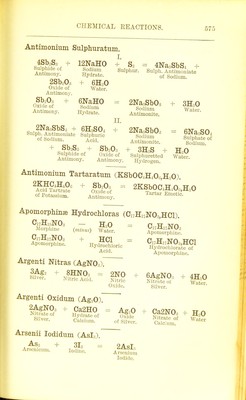 CHEMICAL REACTIONS. 575
Antimonium Sulphuratum.
I.
4Sb₂S₃ + 12NaHO + S₂ = 4Na₃SbS₄ +
Sulphide of Sodium Sulphur. Sulph. Antimoniate
Antimony. Hydrate. of Sodium.
2Sb₂O₃ + 6H₂O
Oxide of Water.
Antimony.
Sb₂O₃ + 6NaHO = 2Na₃SbO₃ + 3H₂O
Oxide of Sodium Sodium Water.
Antimony. Hydrate. Antimonite.
II.
2Na₃SbS₄ + 6H₂SO₄ + 2Na₃SbO₃ = 6Na₂SO₄
Sulph. Antimoniate Sulphuric Sodium Sulphate of
of Sodium. Acid. Antimonite. Sodium.
+ Sb₂S₅ + Sb₂O₃ + 3H₂S + H₂O
Sulphide of Oxide of Sulphuretted Water
Antimony. Antimony. Hydrogen.
Antimonium Tartaratum (KSbOC₄H₄O₆,H₂O).
2KHC₄H₄O₆ + Sb₂O₃ = 2KSbOC₄H₄O₆,H₂O
Acid Tartrate Oxide of Tartar Emetic.
of Potassium. Antimony.
Apomorphinæ Hydrochloras (C₁₇H₁₇NO₂,HCl).
C₁₇H₁₉NO₃ — H₂O = C₁₇H₁₇NO₂
Morphine (minus) Water. Apomorphine.
C₁₇H₁₇NO₂ + HCl = C₁₇H₁₇NO₂HCl
Apomorphine. Hydrochloric Hydrochlorate of
Acid. Apomorphine.
Argenti Nitras (AgNO₃).
3Ag₂ + 8HNO₃ = 2NO + 6AgNO₃ + 4H₂O
Silver. Nitric Acid. Nitric Nitrate of Water.
Oxide. Silver.
Argenti Oxidum (Ag₂O).
2AgNO₃ + Ca2HO = Ag₂O + Ca2NO₃ + H₂O
Nitrate of Hydrate of Oxide Nitrate of Water
Silver. Calcium. of Silver. Calcium.
Arsenii Iodidum (AsI₃).
As₂ + 3I₂ = 2AsI₃
Arsenicum. Iodine. Arsenium
Iodide.